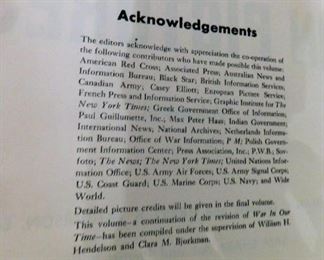 Acknowledgements
The editors acknowledge with appreciation the co-operation of
the following contributors who have made possible this volume.
American Red Cross; Associated Press; Australian News and
Information Bureau; Black Star; British Information Services;
Canadian Army; Casey Elliott; European Picture Service;
French Press and Information Service; Graphic Institute for The
New York Times; Greek Government Office of Information;
Paul Guillumette, Inc., Max Peter Haas; Indian Government;
International News, National Archives; Netherlands Informa-
tion Bureau; Office of War Information; P M; Polish Govern-
ment Information Center; Press Association, Inc.; P.W.B.; Sov-
foto; The News; The New York Times; United Nations Infor-
mation Office; U.S. Army Air Forces; U.S. Army Signal Corps;
U.S. Coast Guard; U.S. Marine Corps; U.S. Navy; and Wide
World.
Detailed picture credits will be given in the final volume.
This volume—a continuation of the revision of War In Our
Time—has been compiled under the supervision of William H.
Hendelson and Clara M. Bjorkman.